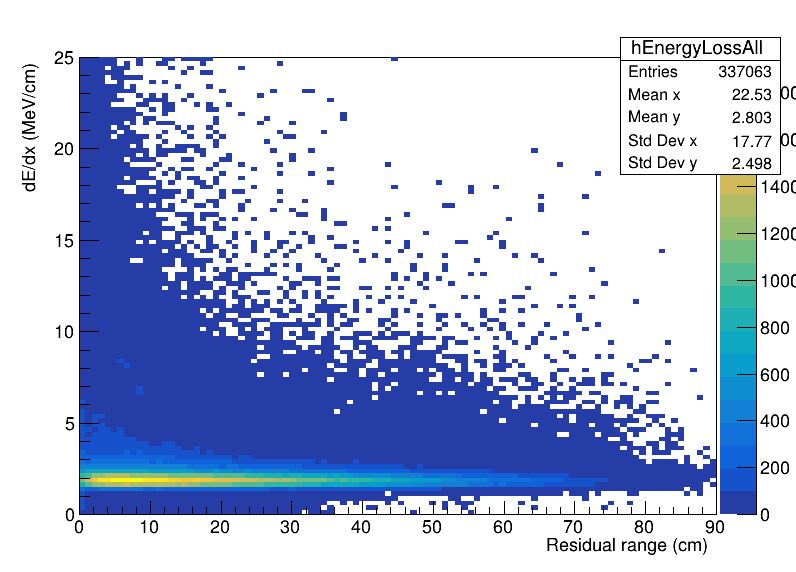 hEnergyLossAll
Entries 337063
Mean x 22.53
Mean y 2.803
Std Dev x 17.77
Std Dev y 2.498
dE/dx (MeV/cm)
25
20
15
10
5
0
0 10 20 30 40 50 60 70 80 90
Residual range (cm)
1400
1200
1000
800
600
400
200
0